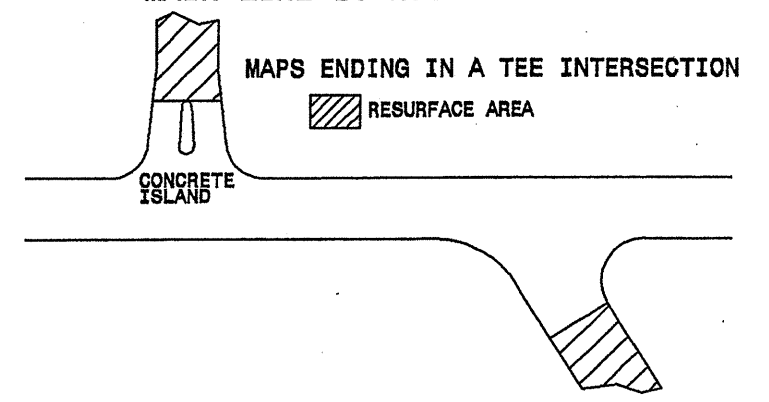 MAPS ENDING IN A TEE INTERSECTION
RESURFACE AREA
CONCRETE
ISLAND